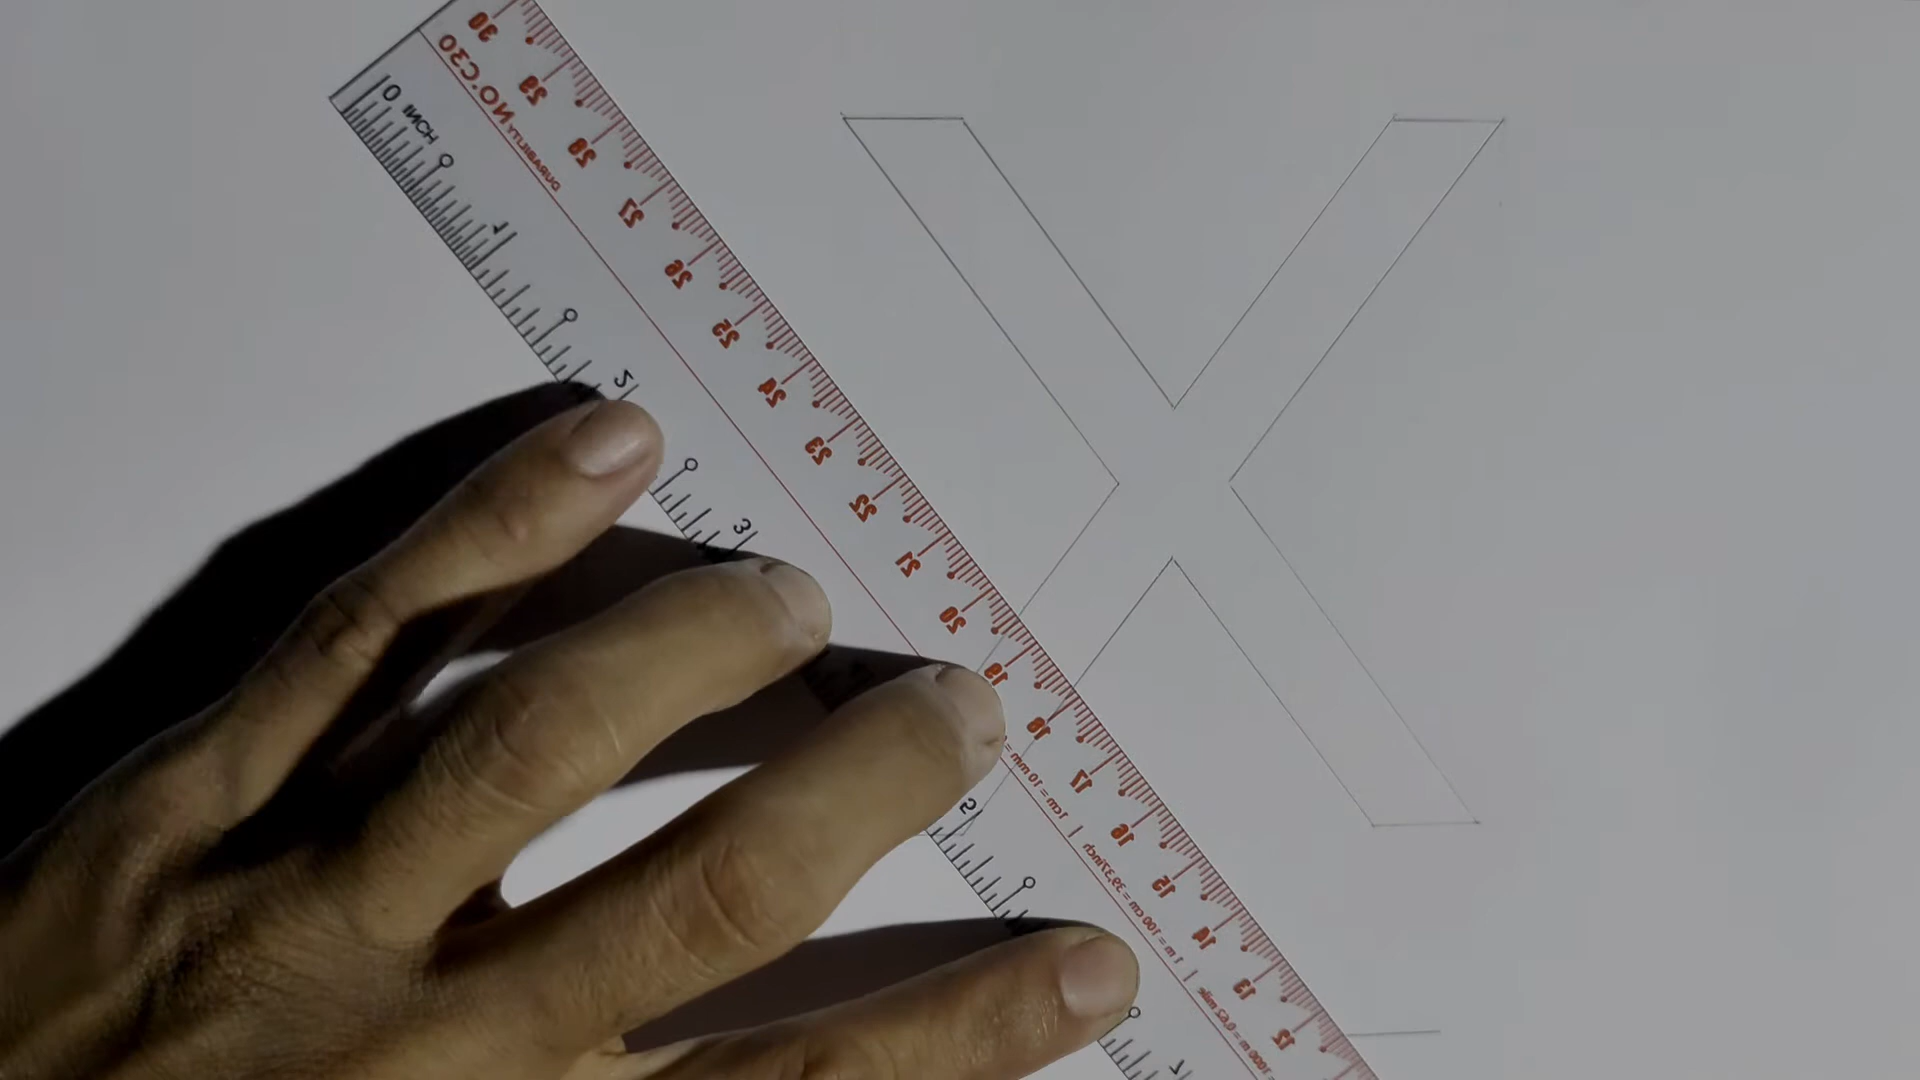 X
30 29 28 27 26 25 24 23 22 21 20 19 18 17 16 15 14 13 12
NO.C30
DURABILITY
1cm = 10 mm | 1 m = 100 cm = 39,37inch | 1000 m = 0,62 mile
0 INCH 1 2 3 5 7